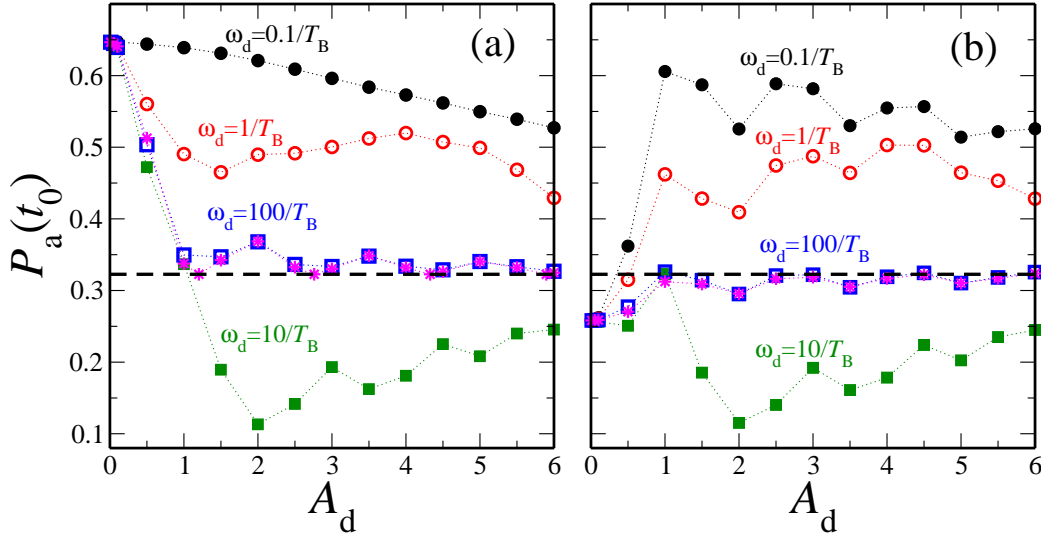 (a)
ω_d=0.1/T_B
ω_d=1/T_B
ω_d=100/T_B
ω_d=10/T_B
P_a(t_0)
0.6
0.5
0.4
0.3
0.2
0.1
0 1 2 3 4 5 6
A_d
(b)
ω_d=0.1/T_B
ω_d=1/T_B
ω_d=100/T_B
ω_d=10/T_B
0 1 2 3 4 5 6
A_d